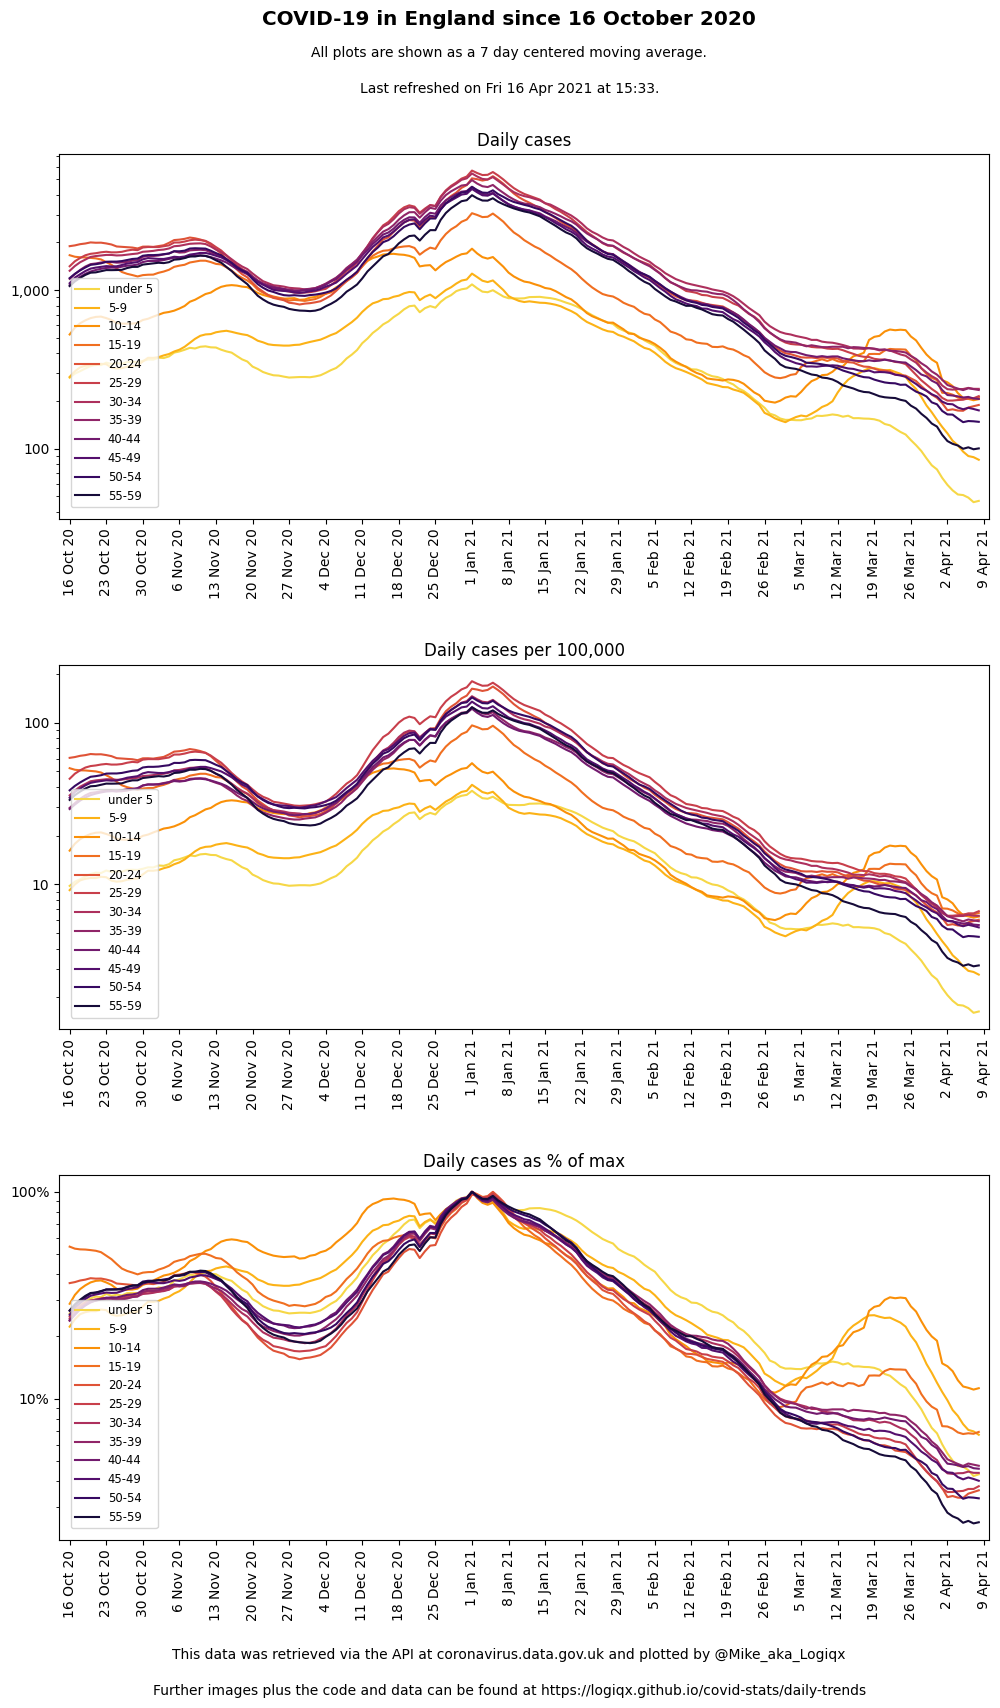 COVID-19 in England since 16 October 2020
All plots are shown as a 7 day centered moving average.
Last refreshed on Fri 16 Apr 2021 at 15:33.
Daily cases
1,000
100
under 5
5-9
10-14
15-19
20-24
25-29
30-34
35-39
40-44
45-49
50-54
55-59
16 Oct 20
23 Oct 20
30 Oct 20
6 Nov 20
13 Nov 20
20 Nov 20
27 Nov 20
4 Dec 20
11 Dec 20
18 Dec 20
25 Dec 20
1 Jan 21
8 Jan 21
15 Jan 21
22 Jan 21
29 Jan 21
5 Feb 21
12 Feb 21
19 Feb 21
26 Feb 21
5 Mar 21
12 Mar 21
19 Mar 21
26 Mar 21
2 Apr 21
9 Apr 21
Daily cases per 100,000
100
10
under 5
5-9
10-14
15-19
20-24
25-29
30-34
35-39
40-44
45-49
50-54
55-59
16 Oct 20
23 Oct 20
30 Oct 20
6 Nov 20
13 Nov 20
20 Nov 20
27 Nov 20
4 Dec 20
11 Dec 20
18 Dec 20
25 Dec 20
1 Jan 21
8 Jan 21
15 Jan 21
22 Jan 21
29 Jan 21
5 Feb 21
12 Feb 21
19 Feb 21
26 Feb 21
5 Mar 21
12 Mar 21
19 Mar 21
26 Mar 21
2 Apr 21
9 Apr 21
Daily cases as % of max
100%
10%
under 5
5-9
10-14
15-19
20-24
25-29
30-34
35-39
40-44
45-49
50-54
55-59
16 Oct 20
23 Oct 20
30 Oct 20
6 Nov 20
13 Nov 20
20 Nov 20
27 Nov 20
4 Dec 20
11 Dec 20
18 Dec 20
25 Dec 20
1 Jan 21
8 Jan 21
15 Jan 21
22 Jan 21
29 Jan 21
5 Feb 21
12 Feb 21
19 Feb 21
26 Feb 21
5 Mar 21
12 Mar 21
19 Mar 21
26 Mar 21
2 Apr 21
9 Apr 21
This data was retrieved via the API at coronavirus.data.gov.uk and plotted by @Mike_aka_Logiqx
Further images plus the code and data can be found at https://logiqx.github.io/covid-stats/daily-trends